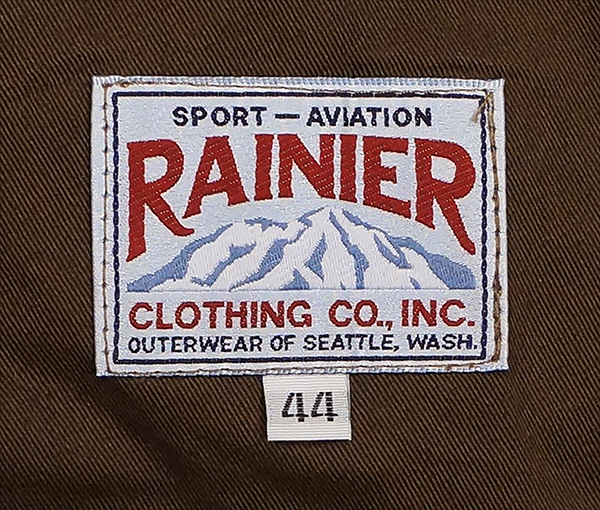 SPORT — AVIATION
RAINIER
CLOTHING CO., INC.
OUTERWEAR OF SEATTLE, WASH.
44